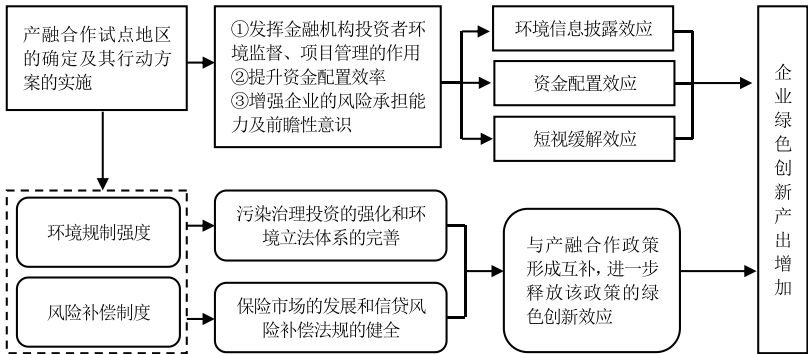 产融合作试点地区
的确定及其行动方
案的实施
①发挥金融机构投资者环
境监督、项目管理的作用
②提升资金配置效率
③增强企业的风险承担能
力及前瞻性意识
环境信息披露效应
资金配置效应
短视缓解效应
企业绿色创新产出增加
环境规制强度
风险补偿制度
污染治理投资的强化和环
境立法体系的完善
保险市场的发展和信贷风
险补偿法规的健全
与产融合作政策
形成互补,进一步
释放该政策的绿
色创新效应